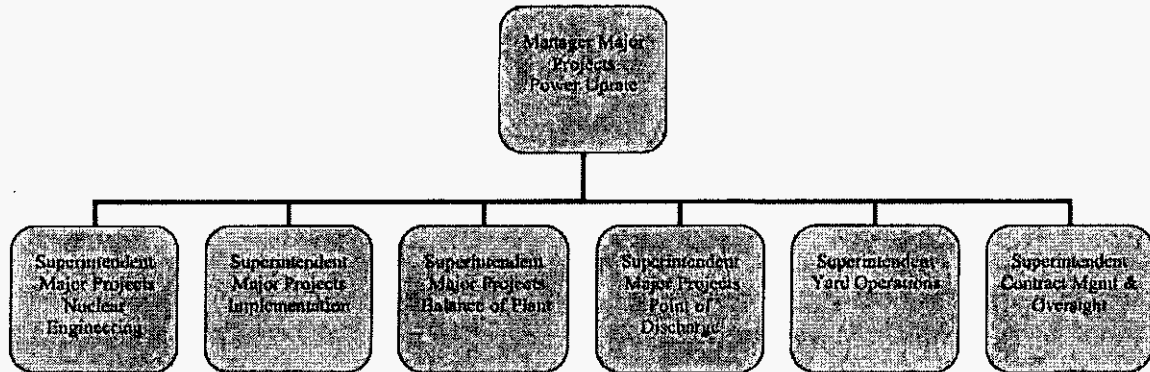 Manager Major
Projects
Power Uprate
Superintendent
Major Projects
Nuclear
Engineering
Superintendent
Major Projects
Implementation
Superintendent
Major Projects
Balance of Plant
Superintendent
Major Projects
Point of
Discharge
Superintendent
Yard Operations
Superintendent
Contract Mgmt &
Oversight